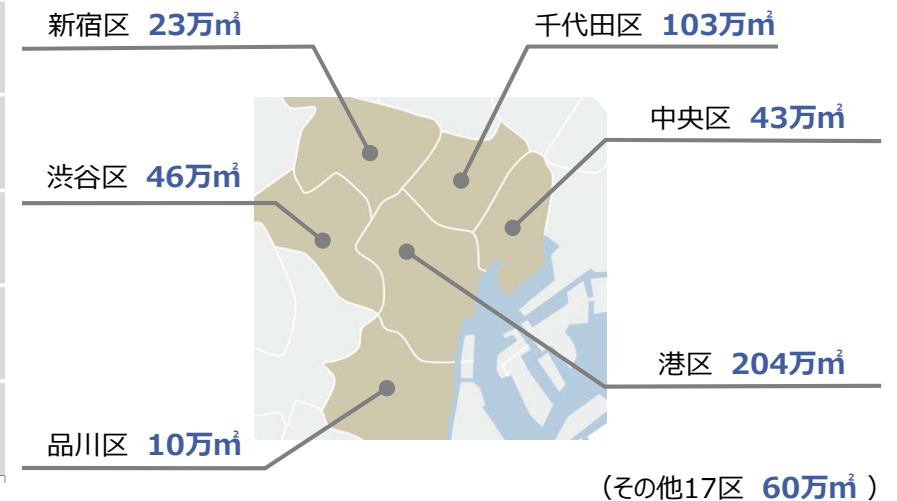 新宿区 23万㎡
千代田区 103万㎡
中央区 43万㎡
渋谷区 46万㎡
港区 204万㎡
品川区 10万㎡
(その他17区 60万㎡ )